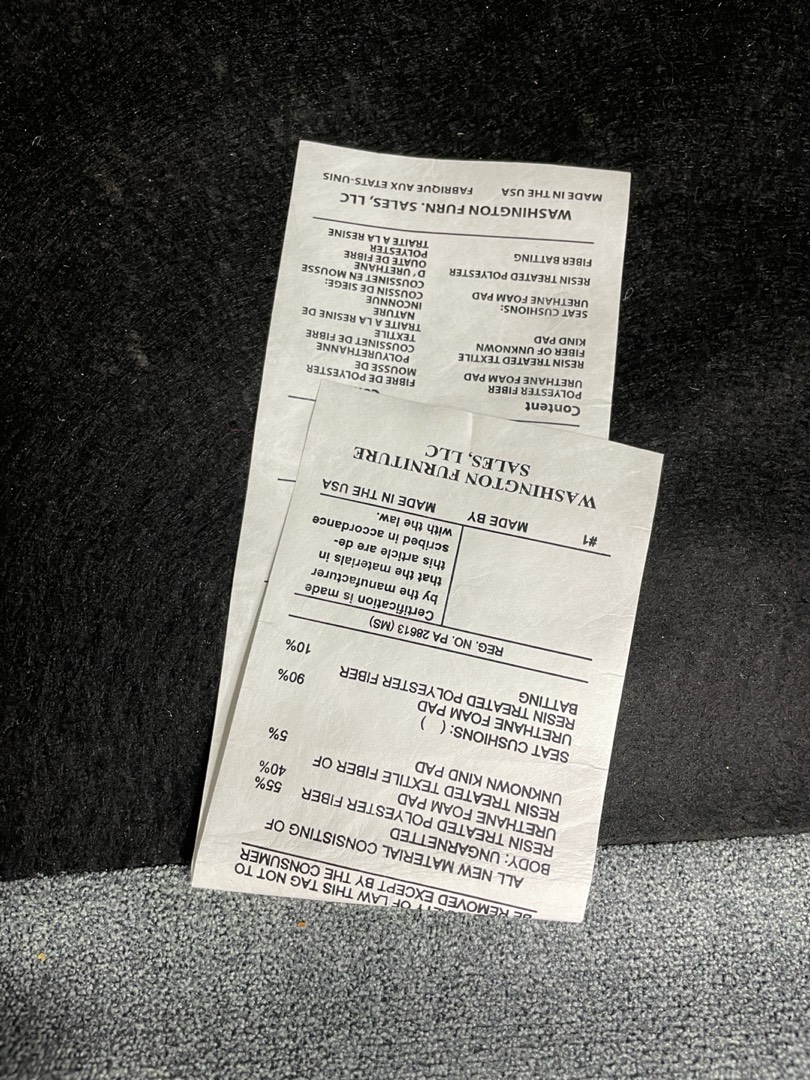 OF LAW THIS TAG NOT TO
BE REMOVED EXCEPT BY THE CONSUMER
ALL NEW MATERIAL CONSISTING OF
BODY: UNGARNETTED
RESIN TREATED POLYESTER FIBER 55%
URETHANE FOAM PAD 40%
RESIN TREATED TEXTILE FIBER OF
UNKNOWN KIND PAD 5%
SEAT CUSHIONS: ( )
URETHANE FOAM PAD 90%
RESIN TREATED POLYESTER FIBER
BATTING 10%
REG. NO. PA 28613 (MS)
Certification is made
by the manufacturer
that the materials in
this article are de-
scribed in accordance
with the law.
#1 MADE BY MADE IN THE USA
WASHINGTON FURNITURE
SALES, LLC
Content
POLYESTER FIBER
URETHANE FOAM PAD
RESIN TREATED TEXTILE
FIBER OF UNKNOWN
KIND PAD
SEAT CUSHIONS:
URETHANE FOAM PAD
RESIN TREATED POLYESTER
FIBER BATTING
FIBRE DE POLYESTER
MOUSSE DE
POLYURETHANNE
COUSSINET DE FIBRE
TEXTILE
TRAITE A LA RESINE DE
NATURE
INCONNUE
COUSSIN DE SIEGE:
COUSSINET EN MOUSSE
D'URETHANE
OUATE DE FIBRE
POLYESTER
TRAITE A LA RESINE
WASHINGTON FURN. SALES, LLC
MADE IN THE USA FABRIQUE AUX ETATS-UNIS